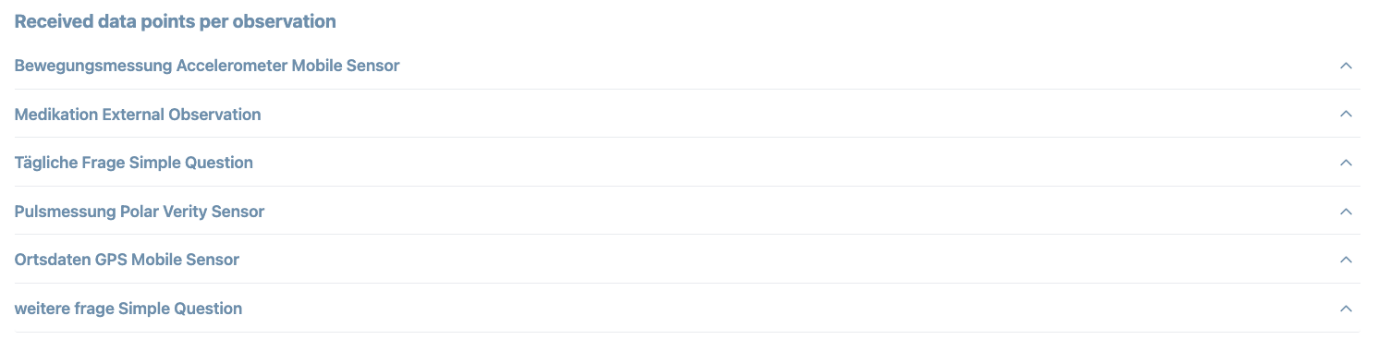 Received data points per observation
Bewegungsmessung Accelerometer Mobile Sensor
Medikation External Observation
Tägliche Frage Simple Question
Pulsmessung Polar Verity Sensor
Ortsdaten GPS Mobile Sensor
weitere frage Simple Question